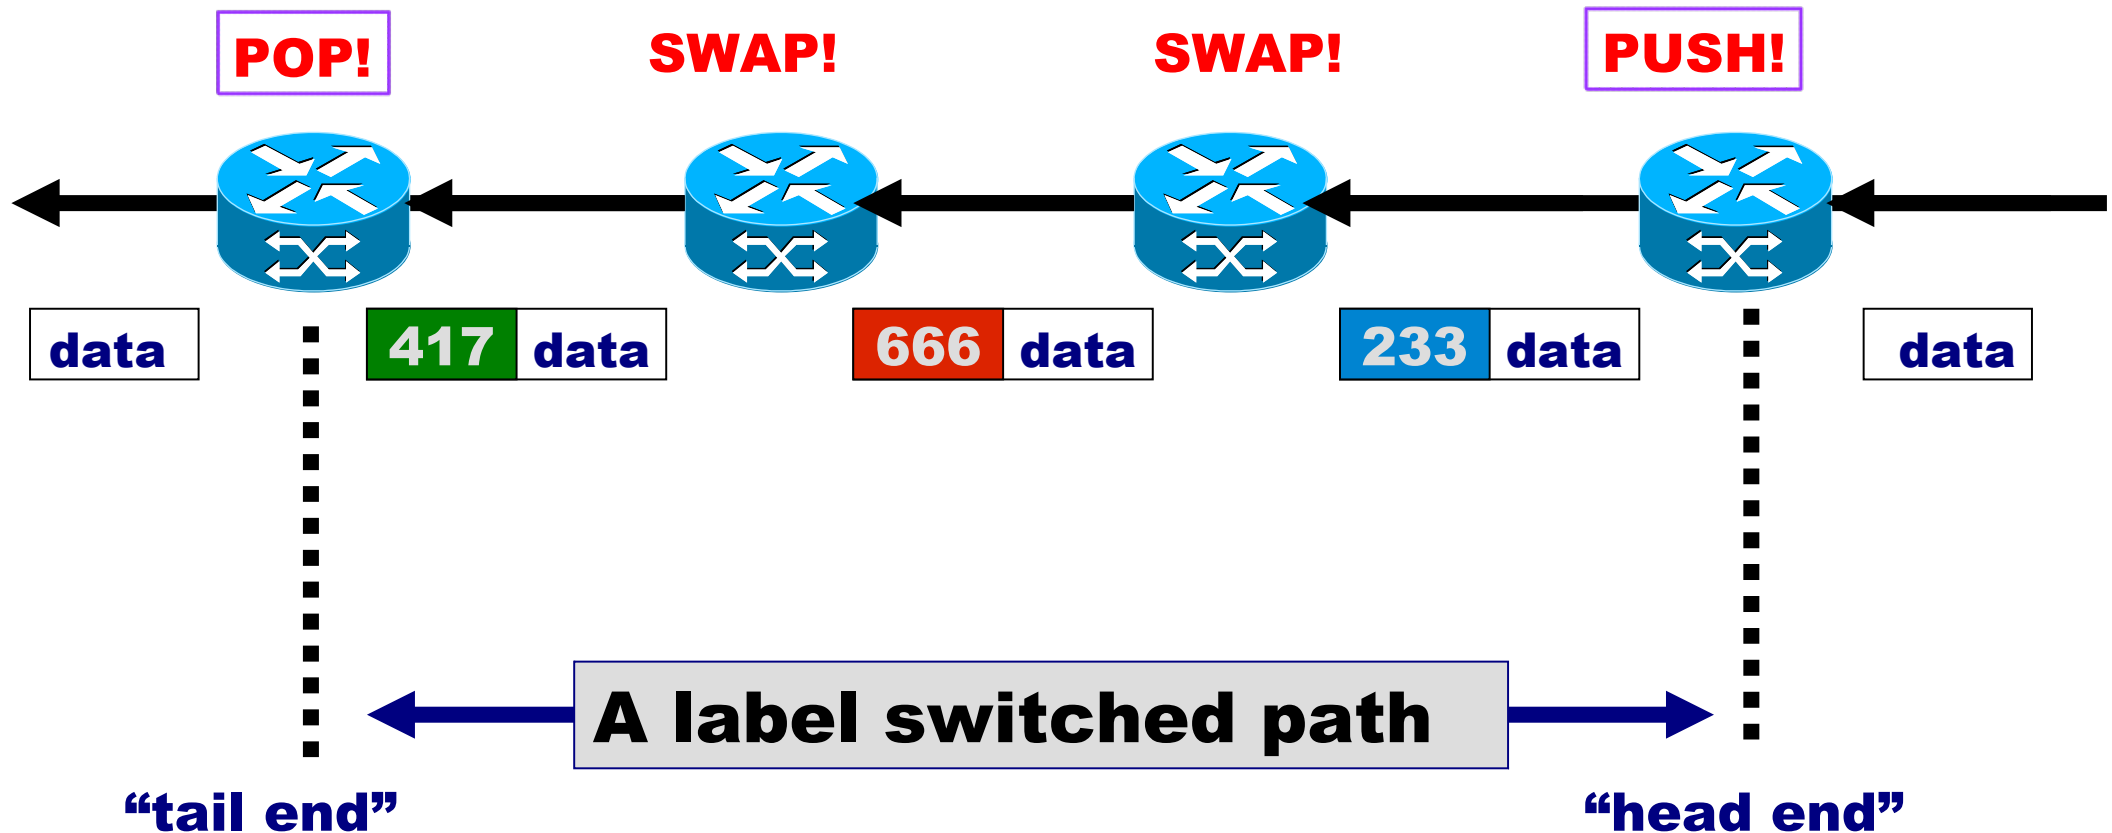 POP!
SWAP!
SWAP!
PUSH!
data
417 data
666 data
233 data
data
A label switched path
“tail end”
“head end”